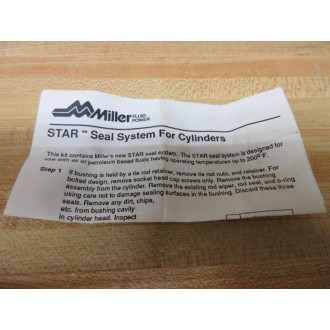 Miller FLUID POWER
STAR™ Seal System For Cylinders
This kit contains Miller's new STAR seal system. The STAR seal system is designed for
use with air or petroleum based fluids having operating temperatures up to 200º F.
Step 1 If bushing is held by a tie rod retainer, remove tie rod nuts, and retainer. For
bolted design, remove socket head cap screws only. Remove the bushing
assembly from the cylinder. Remove the existing rod wiper, rod seal, and o-ring
using care not to damage sealing surfaces in the bushing. Discard these three
seals. Remove any dirt, chips,
etc. from bushing cavity
in cylinder head. Inspect